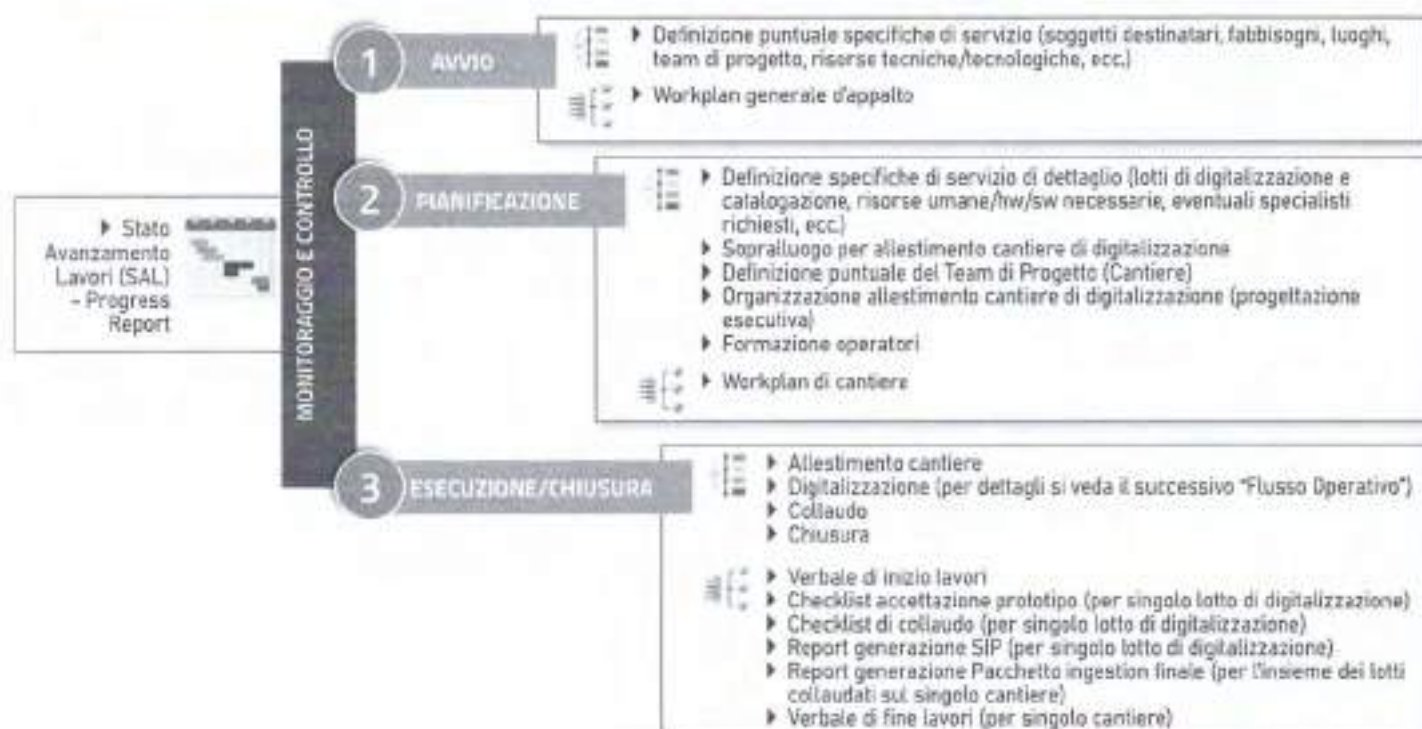 ▶ Stato
Avanzamento
Lavori (SAL)
- Progress
Report
MONITORAGGIO E CONTROLLO
1 AVVIO
▶ Definizione puntuale specifiche di servizio (soggetti destinatari, fabbisogni, luoghi,
team di progetto, risorse tecniche/tecnologiche, ecc.)
▶ Workplan generale d'appalto
2 PIANIFICAZIONE
▶ Definizione specifiche di servizio di dettaglio (lotti di digitalizzazione e
catalogazione, risorse umane/hw/sw necessarie, eventuali specialisti
richiesti, ecc.)
▶ Sopralluogo per allestimento cantiere di digitalizzazione
▶ Definizione puntuale del Team di Progetto (Cantiere)
▶ Organizzazione allestimento cantiere di digitalizzazione (progettazione
esecutiva)
▶ Formazione operatori
▶ Workplan di cantiere
3 ESECUZIONE/CHIUSURA
▶ Allestimento cantiere
▶ Digitalizzazione (per dettagli si veda il successivo "Flusso Operativo")
▶ Collaudo
▶ Chiusura
▶ Verbale di inizio lavori
▶ Checklist accettazione prototipo (per singolo lotto di digitalizzazione)
▶ Checklist di collaudo (per singolo lotto di digitalizzazione)
▶ Report generazione SIP (per singolo lotto di digitalizzazione)
▶ Report generazione Pacchetto ingestion finale (per l'insieme dei lotti
collaudati sul singolo cantiere)
▶ Verbale di fine lavori (per singolo cantiere)